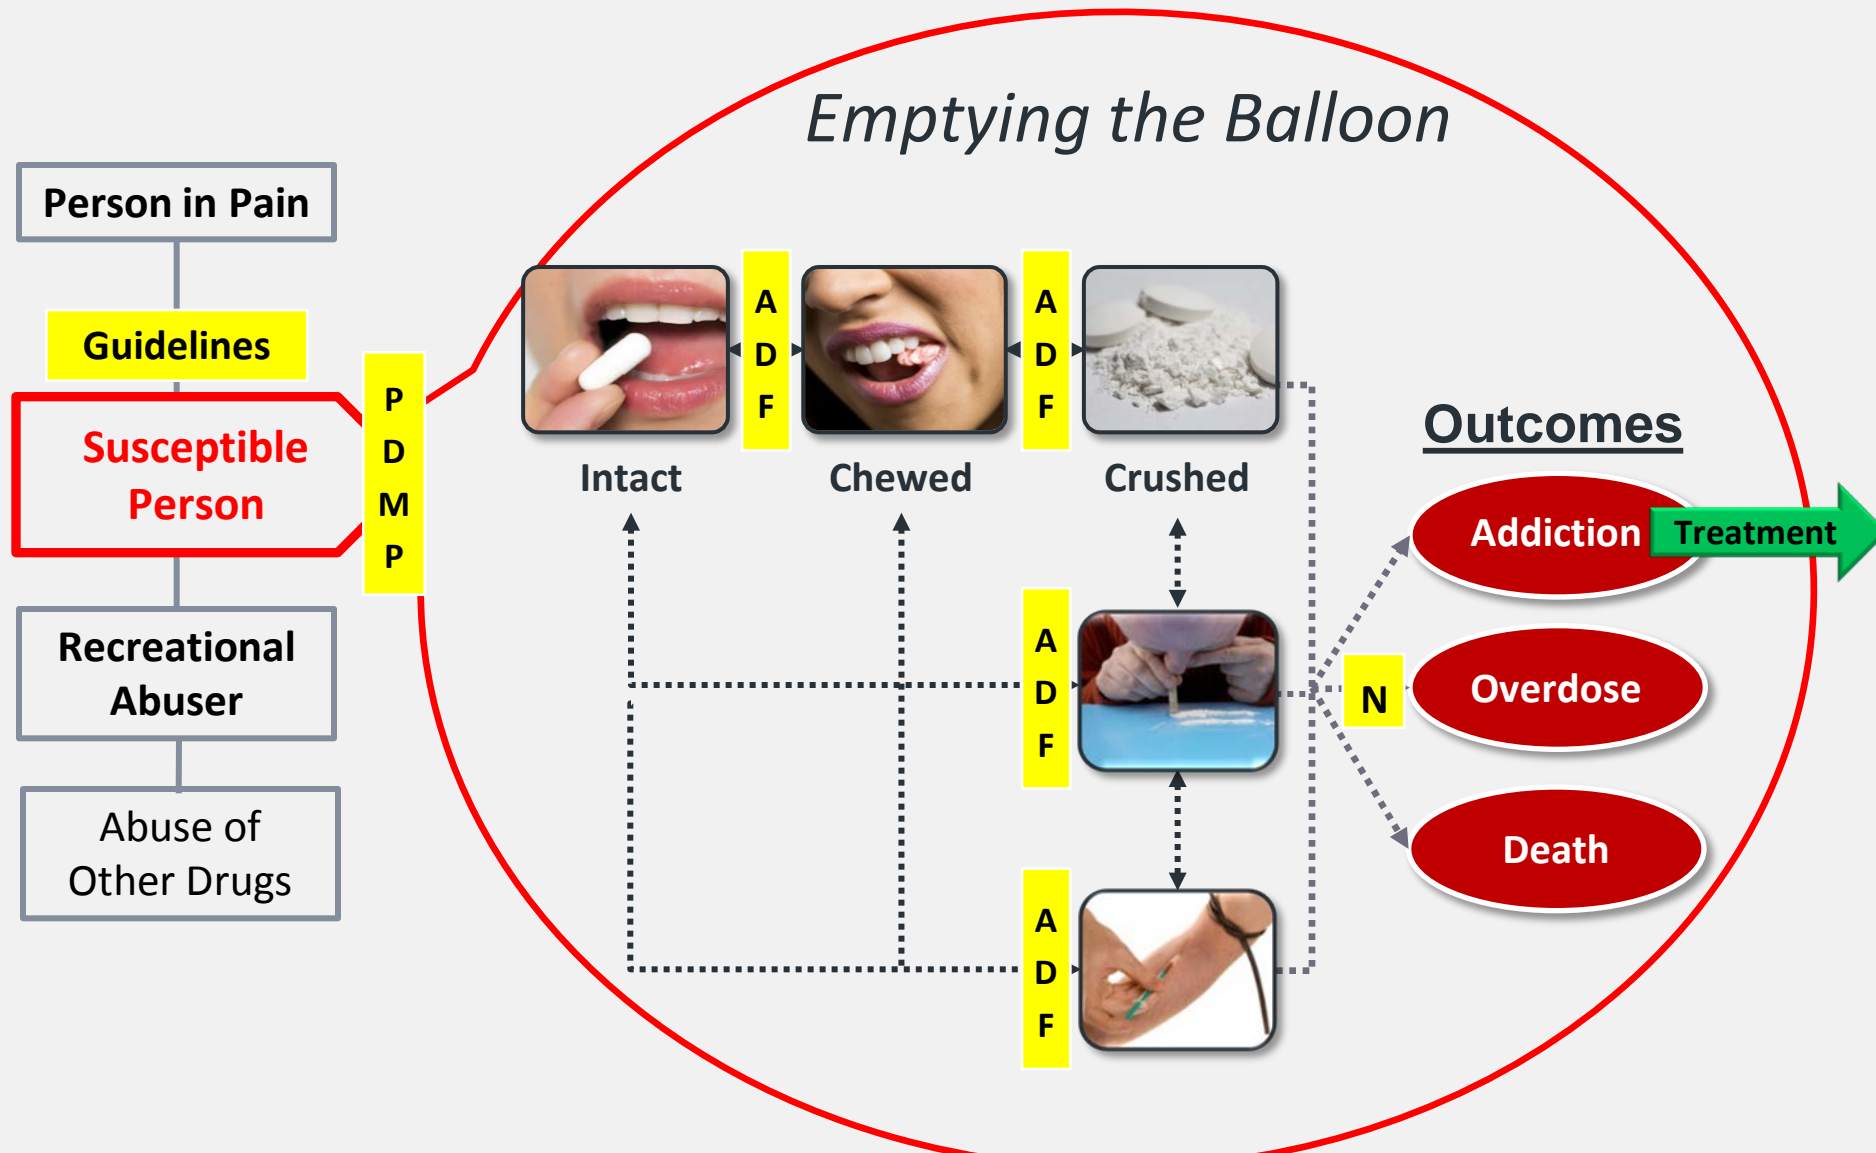 Emptying the Balloon
Person in Pain
Guidelines
Susceptible
Person
Recreational
Abuser
Abuse of
Other Drugs
P
D
M
P
A
D
F
A
D
F
Intact
Chewed
Crushed
A
D
F
A
D
F
Outcomes
Addiction
Treatment
N
Overdose
Death